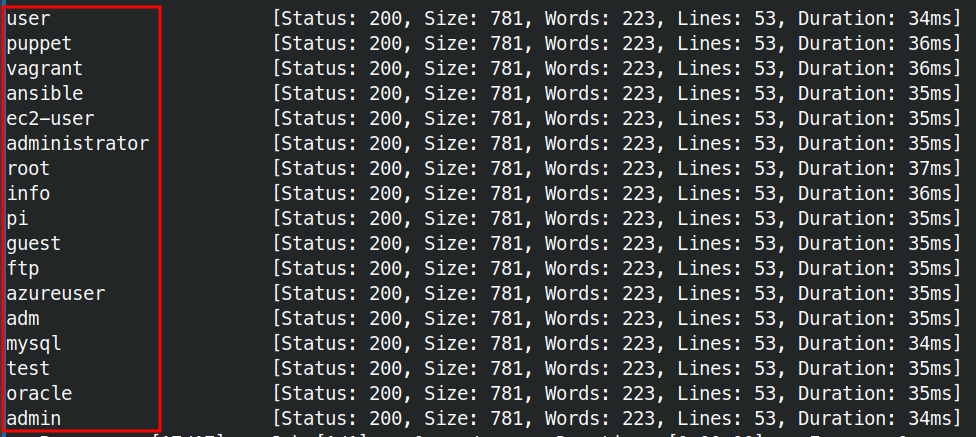 user [Status: 200, Size: 781, Words: 223, Lines: 53, Duration: 34ms]
puppet [Status: 200, Size: 781, Words: 223, Lines: 53, Duration: 36ms]
vagrant [Status: 200, Size: 781, Words: 223, Lines: 53, Duration: 36ms]
ansible [Status: 200, Size: 781, Words: 223, Lines: 53, Duration: 35ms]
ec2-user [Status: 200, Size: 781, Words: 223, Lines: 53, Duration: 35ms]
administrator [Status: 200, Size: 781, Words: 223, Lines: 53, Duration: 35ms]
root [Status: 200, Size: 781, Words: 223, Lines: 53, Duration: 37ms]
info [Status: 200, Size: 781, Words: 223, Lines: 53, Duration: 36ms]
pi [Status: 200, Size: 781, Words: 223, Lines: 53, Duration: 35ms]
guest [Status: 200, Size: 781, Words: 223, Lines: 53, Duration: 35ms]
ftp [Status: 200, Size: 781, Words: 223, Lines: 53, Duration: 35ms]
azureuser [Status: 200, Size: 781, Words: 223, Lines: 53, Duration: 35ms]
adm [Status: 200, Size: 781, Words: 223, Lines: 53, Duration: 35ms]
mysql [Status: 200, Size: 781, Words: 223, Lines: 53, Duration: 34ms]
test [Status: 200, Size: 781, Words: 223, Lines: 53, Duration: 35ms]
oracle [Status: 200, Size: 781, Words: 223, Lines: 53, Duration: 35ms]
admin [Status: 200, Size: 781, Words: 223, Lines: 53, Duration: 34ms]